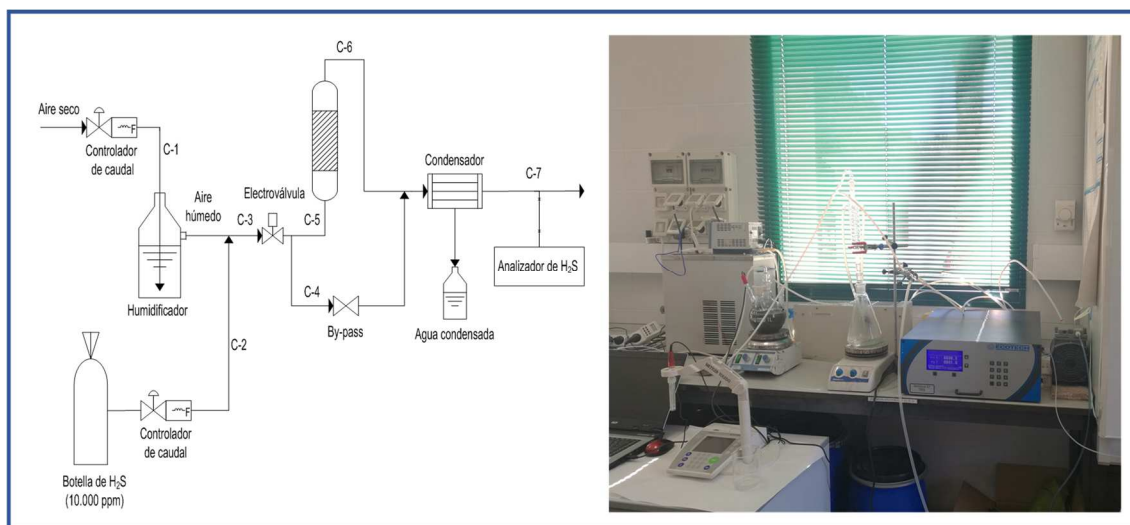 C-6
Aire seco
F
C-1
Controlador
de caudal
Condensador
C-7
Aire
húmedo
Electroválvula
C-3
C-5
Analizador de H₂S
Humidificador
C-4
By-pass
Agua condensada
C-2
F
Controlador
de caudal
Botella de H₂S
(10.000 ppm)
ECOTECH